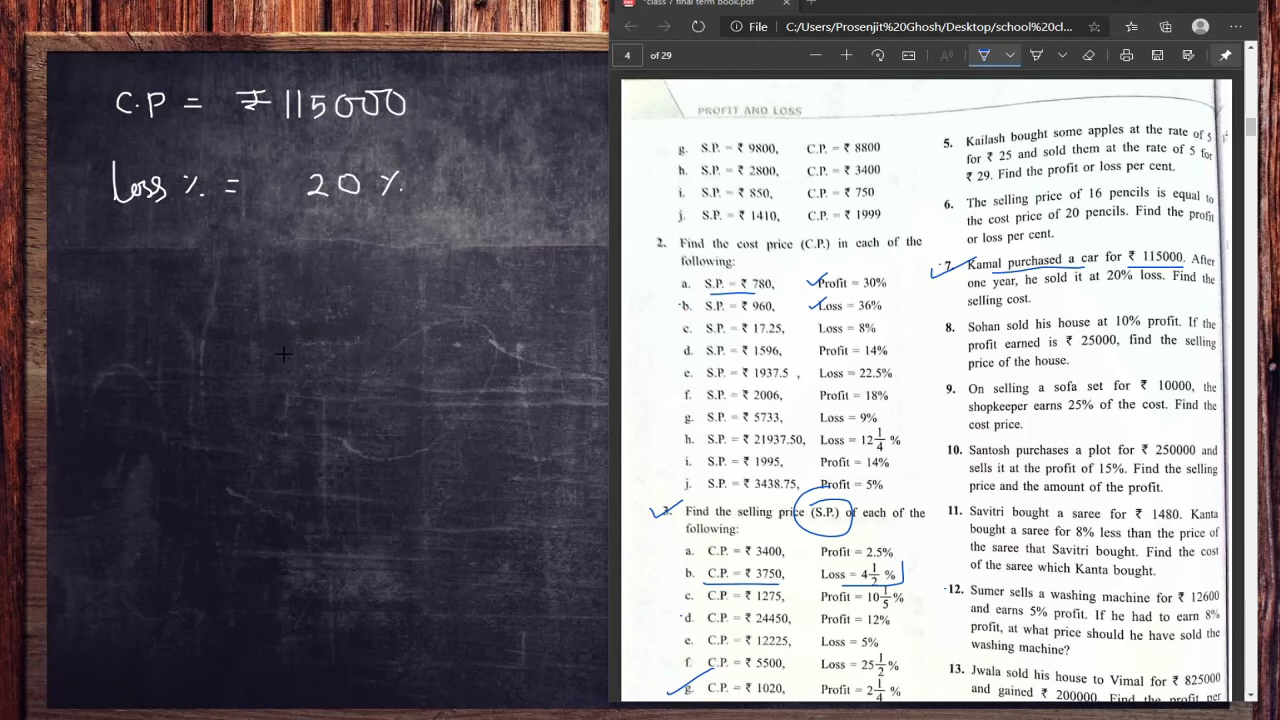 C.P = ₹ 115000
Loss % = 20 %
"class 7 final term book.pdf
File C:/Users/Prosenjit%20Ghosh/Desktop/school%20cl...
4 of 29
PROFIT AND LOSS
g. S.P. = ₹ 9800, C.P. = ₹ 8800
h. S.P. = ₹ 2800, C.P. = ₹ 3400
i. S.P. = ₹ 850, C.P. = ₹ 750
j. S.P. = ₹ 1410, C.P. = ₹ 1999
2. Find the cost price (C.P.) in each of the
following:
a. S.P. = ₹ 780, Profit = 30%
b. S.P. = ₹ 960, Loss = 36%
c. S.P. = ₹ 17.25, Loss = 8%
d. S.P. = ₹ 1596, Profit = 14%
e. S.P. = ₹ 1937.5 , Loss = 22.5%
f. S.P. = ₹ 2006, Profit = 18%
g. S.P. = ₹ 5733, Loss = 9%
h. S.P. = ₹ 21937.50, Loss = 12 1/4 %
i. S.P. = ₹ 1995, Profit = 14%
j. S.P. = ₹ 3438.75, Profit = 5%
3. Find the selling price (S.P.) of each of the
following:
a. C.P. = ₹ 3400, Profit = 2.5%
b. C.P. = ₹ 3750, Loss = 4 1/2 %
c. C.P. = ₹ 1275, Profit = 10 1/5 %
d. C.P. = ₹ 24450, Profit = 12%
e. C.P. = ₹ 12225, Loss = 5%
f. C.P. = ₹ 5500, Loss = 25 1/2 %
g. C.P. = ₹ 1020, Profit = 2 1/4 %
5. Kailash bought some apples at the rate of 5
for ₹ 25 and sold them at the rate of 5 for
₹ 29. Find the profit or loss per cent.
6. The selling price of 16 pencils is equal to
the cost price of 20 pencils. Find the profit
or loss per cent.
7. Kamal purchased a car for ₹ 115000. After
one year, he sold it at 20% loss. Find the
selling cost.
8. Sohan sold his house at 10% profit. If the
profit earned is ₹ 25000, find the selling
price of the house.
9. On selling a sofa set for ₹ 10000, the
shopkeeper earns 25% of the cost. Find the
cost price.
10. Santosh purchases a plot for ₹ 250000 and
sells it at the profit of 15%. Find the selling
price and the amount of the profit.
11. Savitri bought a saree for ₹ 1480. Kanta
bought a saree for 8% less than the price of
the saree that Savitri bought. Find the cost
of the saree which Kanta bought.
12. Sumer sells a washing machine for ₹ 12600
and earns 5% profit. If he had to earn 8%
profit, at what price should he have sold the
washing machine?
13. Jwala sold his house to Vimal for ₹ 825000
and gained ₹ 200000. Find the profit per